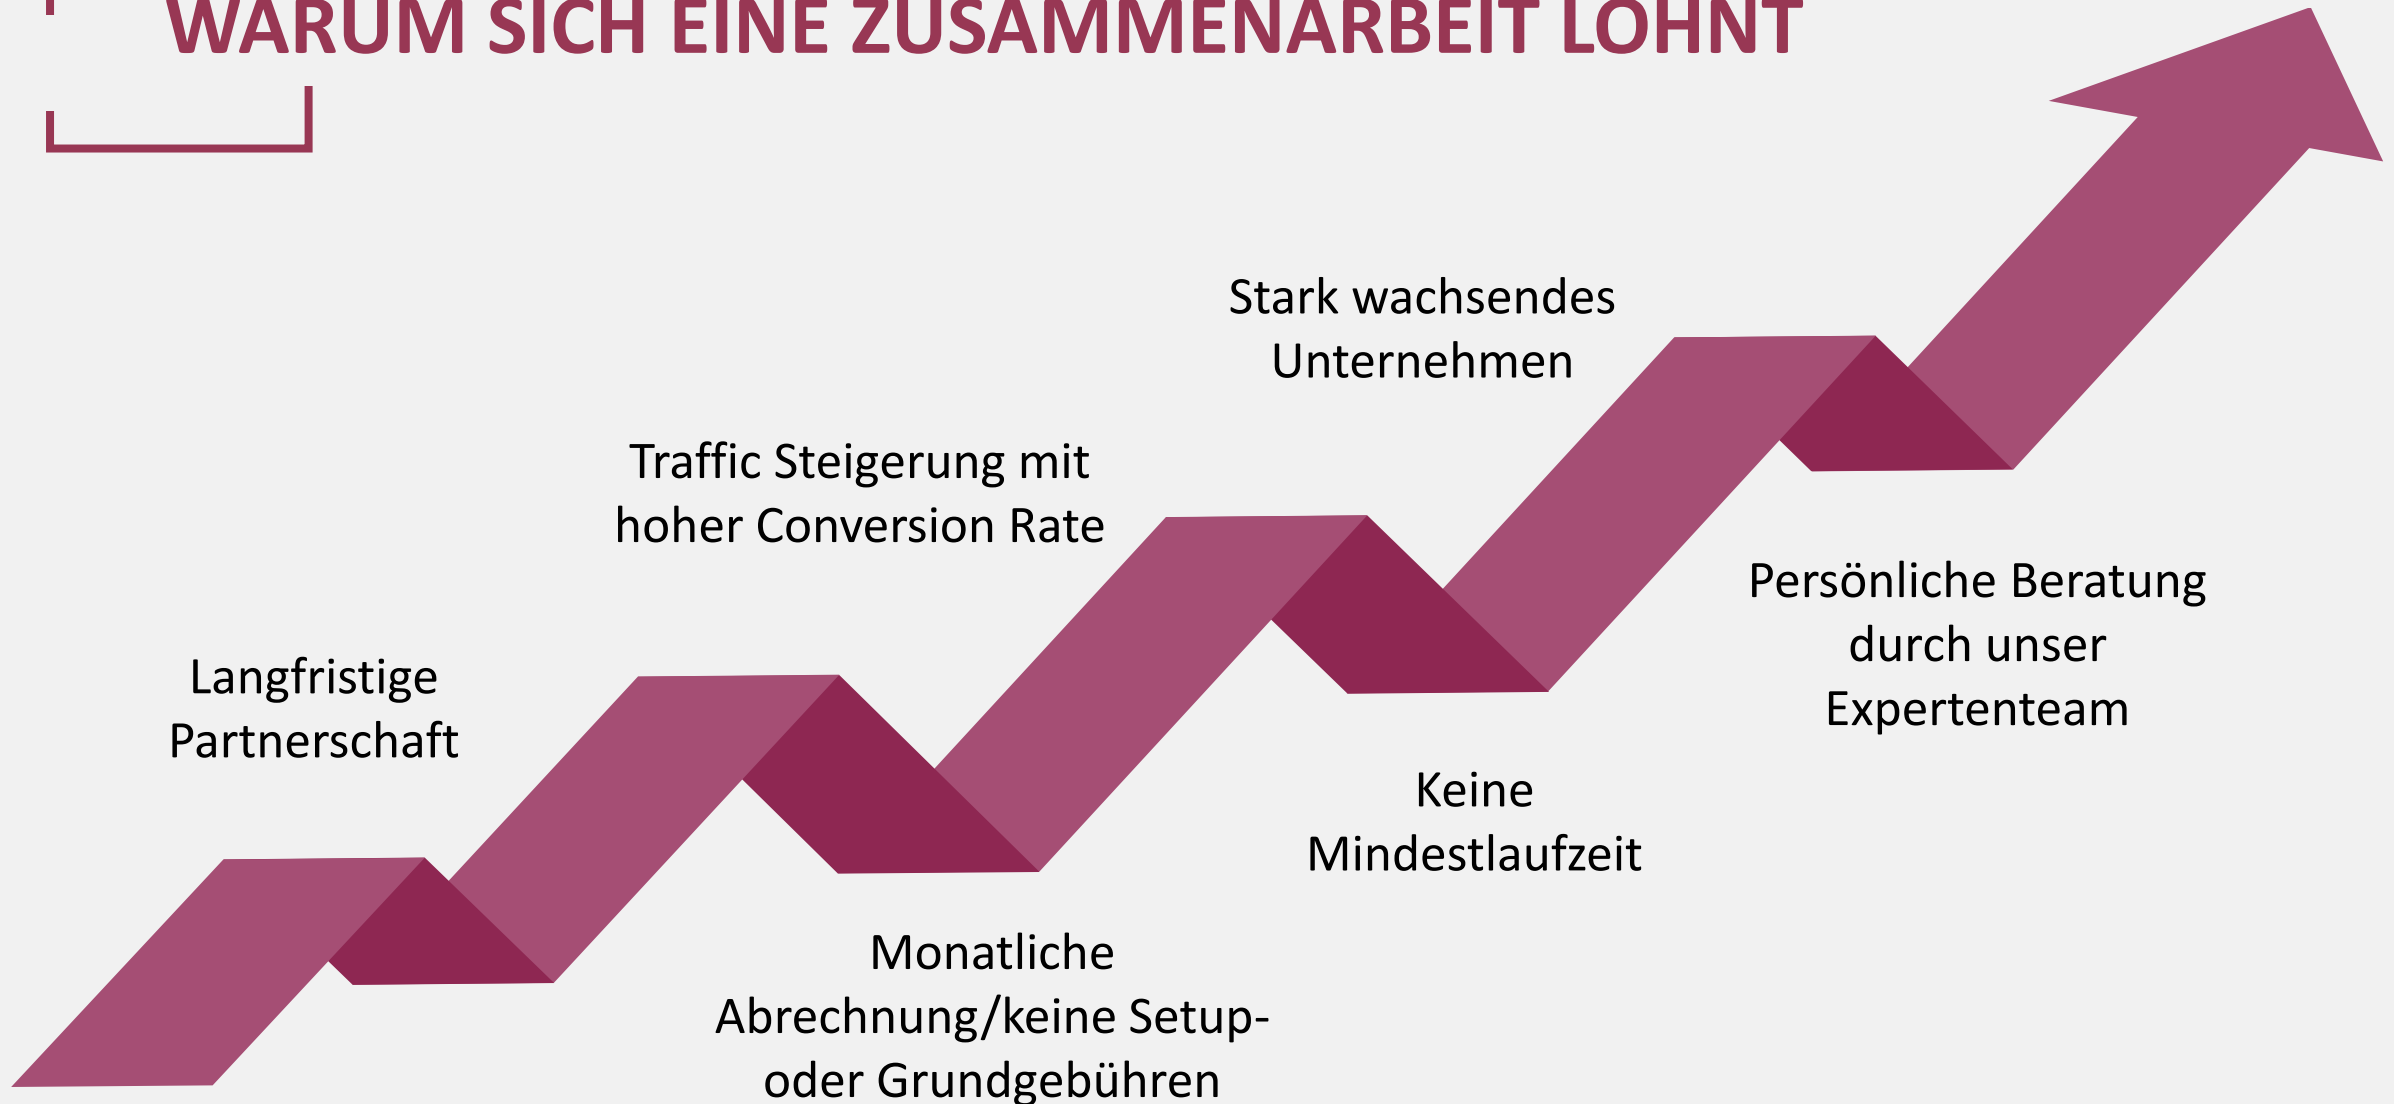 WARUM SICH EINE ZUSAMMENARBEIT LOHNT
Stark wachsendes
Unternehmen
Traffic Steigerung mit
hoher Conversion Rate
Persönliche Beratung
durch unser
Expertenteam
Langfristige
Partnerschaft
Keine
Mindestlaufzeit
Monatliche
Abrechnung/keine Setup-
oder Grundgebühren